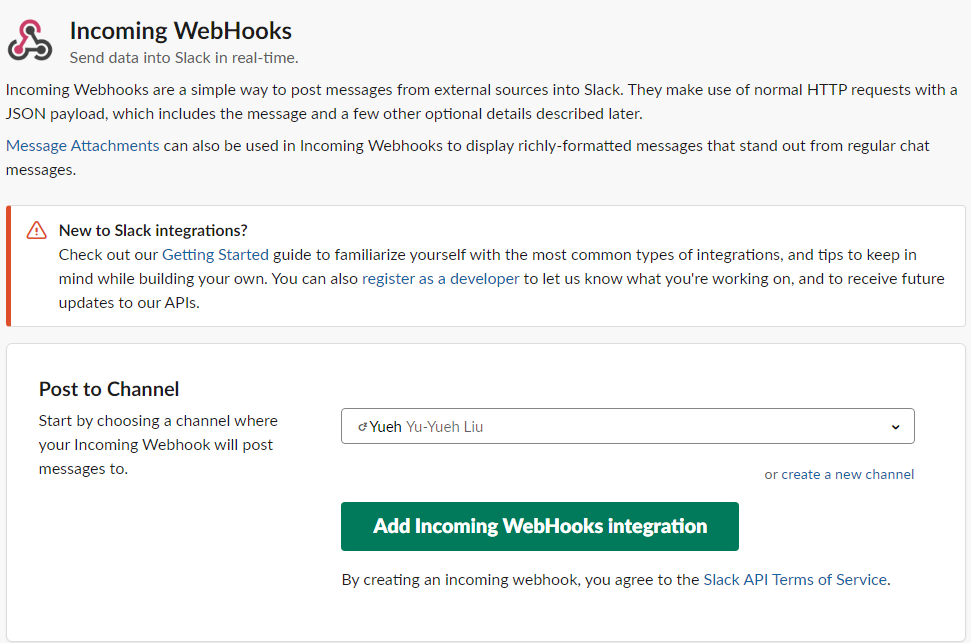 Incoming WebHooks
Send data into Slack in real-time.
Incoming Webhooks are a simple way to post messages from external sources into Slack. They make use of normal HTTP requests with a
JSON payload, which includes the message and a few other optional details described later.
Message Attachments can also be used in Incoming Webhooks to display richly-formatted messages that stand out from regular chat
messages.
New to Slack integrations?
Check out our Getting Started guide to familiarize yourself with the most common types of integrations, and tips to keep in
mind while building your own. You can also register as a developer to let us know what you're working on, and to receive future
updates to our APIs.
Post to Channel
Start by choosing a channel where
your Incoming Webhook will post
messages to.
♂Yueh Yu-Yueh Liu
or create a new channel
Add Incoming WebHooks integration
By creating an incoming webhook, you agree to the Slack API Terms of Service.